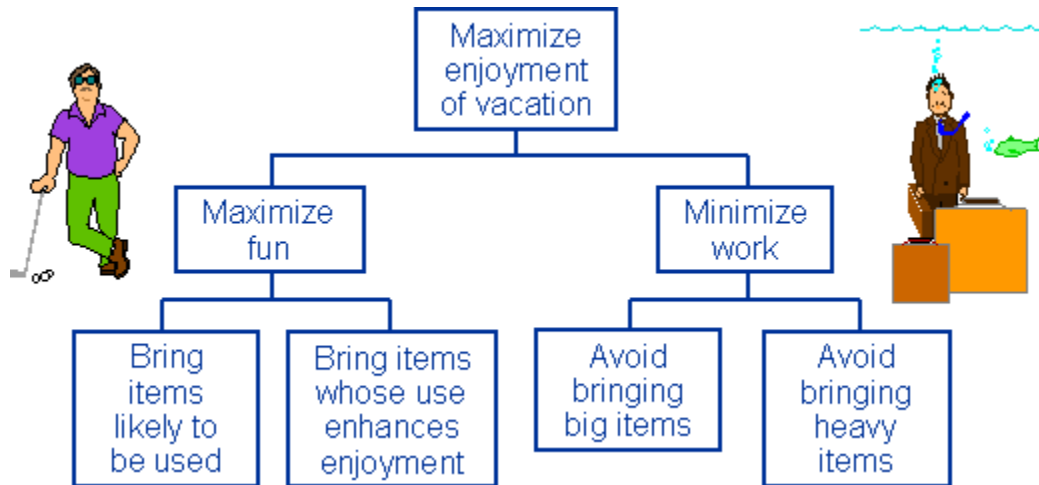 Maximize
enjoyment
of vacation
Maximize
fun
Minimize
work
Bring
items
likely to
be used
Bring items
whose use
enhances
enjoyment
Avoid
bringing
big items
Avoid
bringing
heavy
items